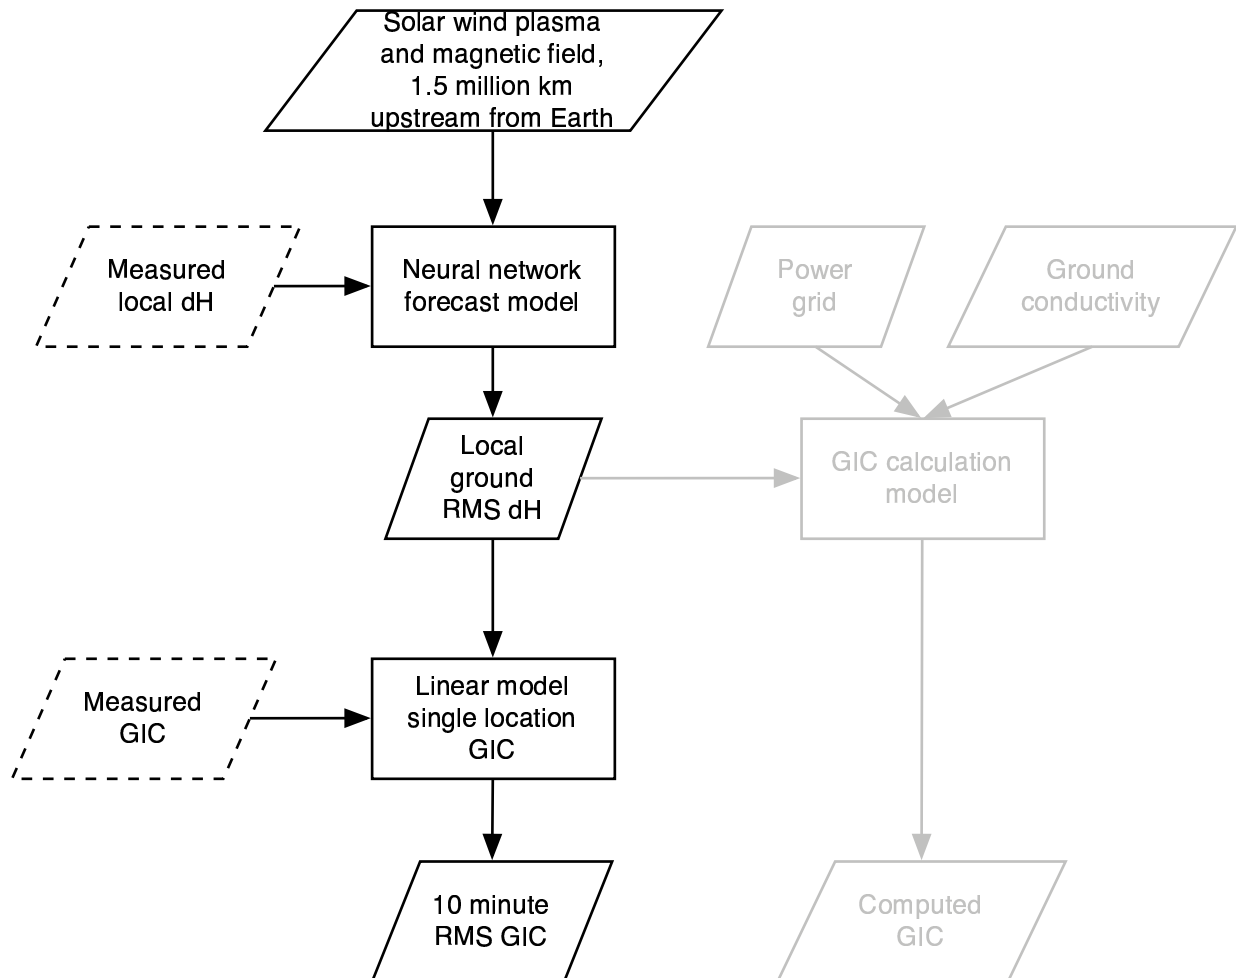 Solar wind plasma
and magnetic field,
1.5 million km
upstream from Earth
Measured
local dH
Neural network
forecast model
Power
grid
Ground
conductivity
Local
ground
RMS dH
GIC calculation
model
Measured
GIC
Linear model
single location
GIC
10 minute
RMS GIC
Computed
GIC